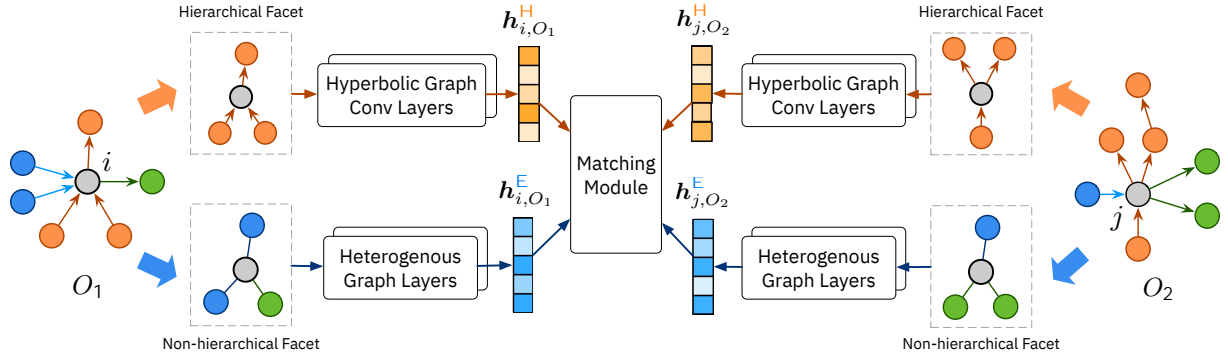 Hierarchical Facet
Hyperbolic Graph
Conv Layers
h^H_{i,O_1}
h^H_{j,O_2}
Hyperbolic Graph
Conv Layers
Hierarchical Facet
i
O_1
Matching
Module
j
O_2
Heterogenous
Graph Layers
h^E_{i,O_1}
h^E_{j,O_2}
Heterogenous
Graph Layers
Non-hierarchical Facet
Non-hierarchical Facet